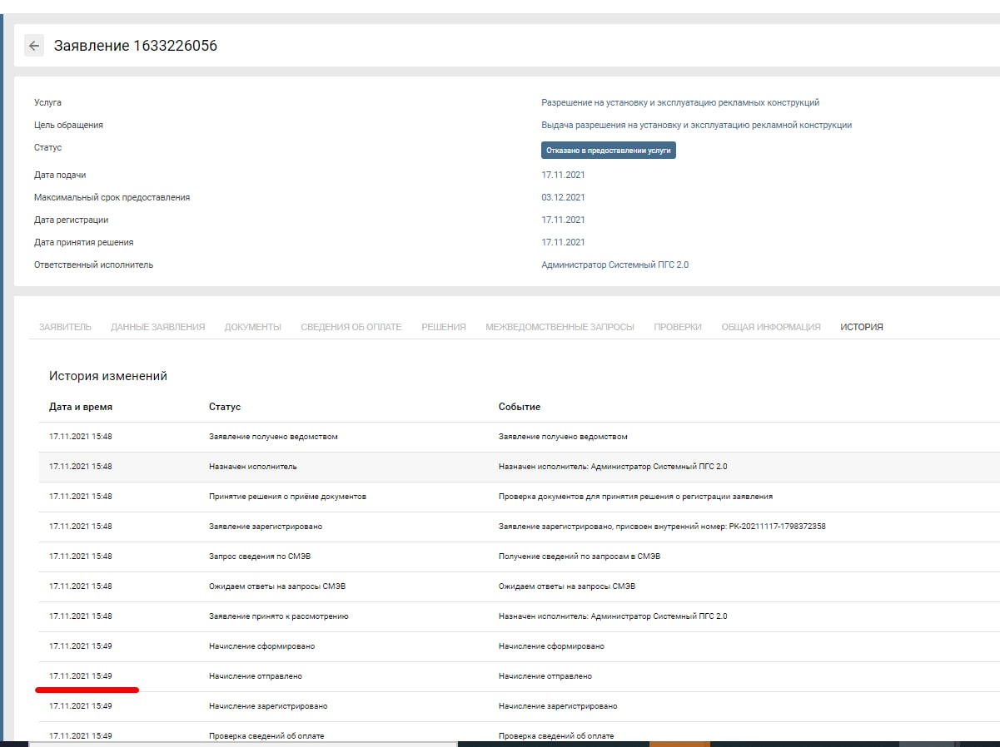 Заявление 1633226056
Услуга Разрешение на установку и эксплуатацию рекламных конструкций
Цель обращения Выдача разрешения на установку и эксплуатацию рекламной конструкции
Статус Отказано в предоставлении услуги
Дата подачи 17.11.2021
Максимальный срок предоставления 03.12.2021
Дата регистрации 17.11.2021
Дата принятия решения 17.11.2021
Ответственный исполнитель Администратор Системный ПГС 2.0
ЗАЯВИТЕЛЬ ДАННЫЕ ЗАЯВЛЕНИЯ ДОКУМЕНТЫ СВЕДЕНИЯ ОБ ОПЛАТЕ РЕШЕНИЯ МЕЖВЕДОМСТВЕННЫЕ ЗАПРОСЫ ПРОВЕРКИ ОБЩАЯ ИНФОРМАЦИЯ ИСТОРИЯ
История изменений
Дата и время Статус Событие
17.11.2021 15:48 Заявление получено ведомством Заявление получено ведомством
17.11.2021 15:48 Назначен исполнитель Назначен исполнитель: Администратор Системный ПГС 2.0
17.11.2021 15:48 Принятие решения о приёме документов Проверка документов для принятия решения о регистрации заявления
17.11.2021 15:48 Заявление зарегистрировано Заявление зарегистрировано, присвоен внутренний номер: РК-20211117-1798372358
17.11.2021 15:48 Запрос сведения по СМЭВ Получение сведений по запросам в СМЭВ
17.11.2021 15:48 Ожидаем ответы на запросы СМЭВ Ожидаем ответы на запросы СМЭВ
17.11.2021 15:48 Заявление принято к рассмотрению Назначен исполнитель: Администратор Системный ПГС 2.0
17.11.2021 15:49 Начисление сформировано Начисление сформировано
17.11.2021 15:49 Начисление отправлено Начисление отправлено
17.11.2021 15:49 Начисление зарегистрировано Начисление зарегистрировано
17.11.2021 15:49 Проверка сведений об оплате Проверка сведений об оплате